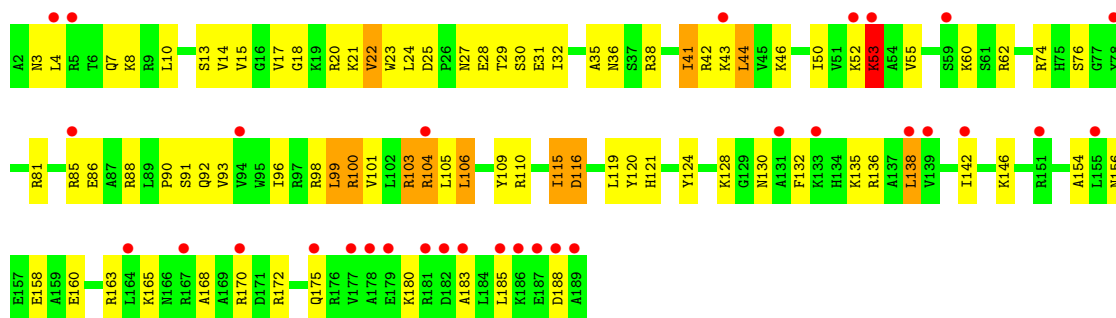 A2 N3 L4 R5 T6 Q7 K8 R9 L10 S13 V14 V15 G16 V17 G18 K19 R20 K21 V22 W23 L24 D25 P26 N27 E28 T29 S30 E31 I32 A35 N36 S37 R38 I41 R42 K43 L44 V45 K46 I50 V51 K52 K53 A54 V55 S59 K60 S61 R62 R74 H75 S76 G77 Y78
R81 R85 E86 A87 R88 L89 P90 S91 Q92 V93 V94 W95 I96 R97 R98 L99 R100 V101 L102 R103 R104 L105 L106 Y109 R110 I115 D116 L119 Y120 H121 Y124 K128 G129 N130 A131 F132 K133 H134 K135 R136 A137 L138 V139 I142 K146 R151 A154 L155 N156
E157 E158 A159 E160 R163 L164 K165 N166 R167 A168 A169 R170 D171 R172 Q175 R176 V177 A178 E179 K180 R181 D182 A183 L184 L185 K186 E187 D188 A189